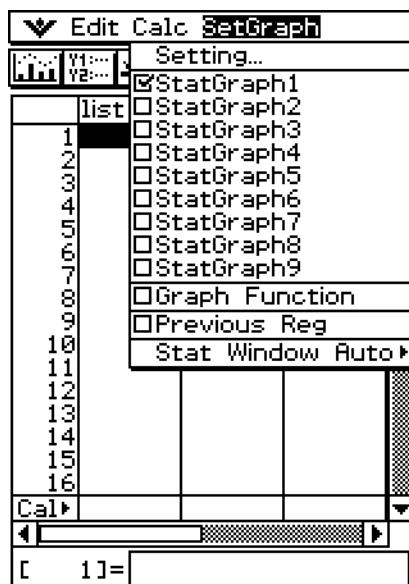 Edit Calc SetGraph
Setting...
Y1:...
Y2:...
StatGraph1
StatGraph2
StatGraph3
StatGraph4
StatGraph5
StatGraph6
StatGraph7
StatGraph8
StatGraph9
Graph Function
Previous Reg
Stat Window Auto
list
1
2
3
4
5
6
7
8
9
10
11
12
13
14
15
16
Cal
[ 1]=